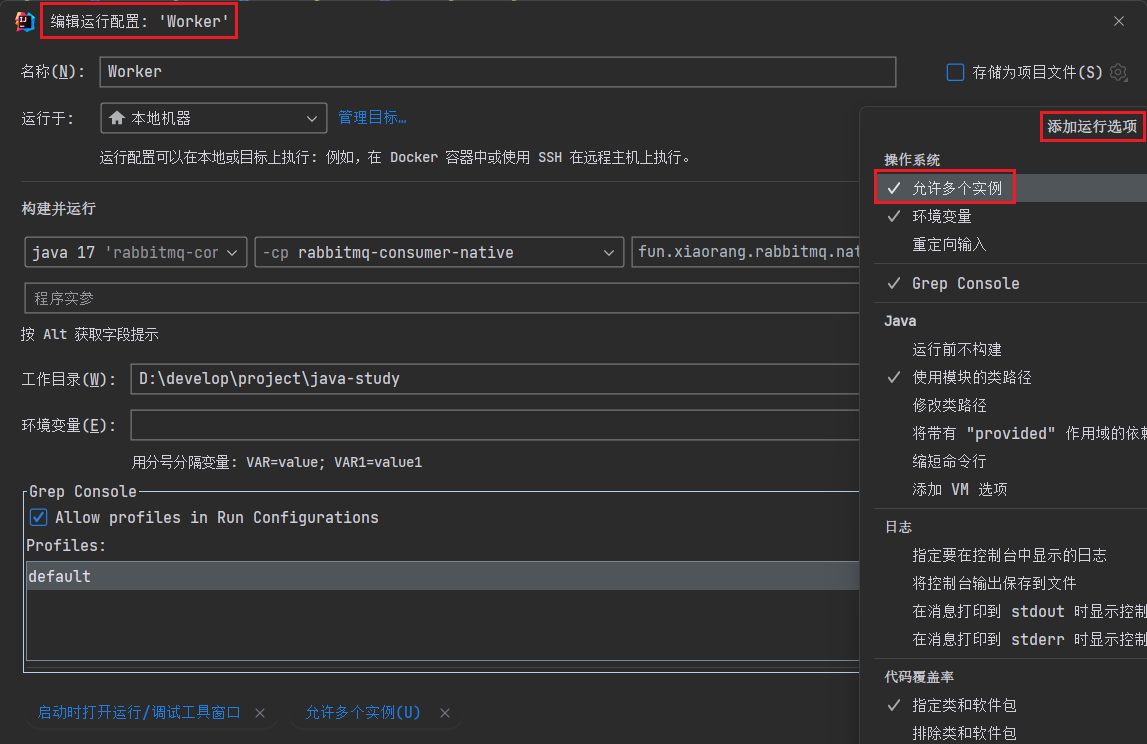 编辑运行配置: 'Worker'
名称(N): Worker 存储为项目文件(S)
运行于: 本地机器 管理目标...
运行配置可以在本地或目标上执行: 例如，在 Docker 容器中或使用 SSH 在远程主机上执行。
构建并运行
java 17 'rabbitmq-cor -cp rabbitmq-consumer-native fun.xiaorang.rabbitmq.nat
程序实参
按 Alt 获取字段提示
工作目录(W): D:\develop\project\java-study
环境变量(E):
用分号分隔变量: VAR=value; VAR1=value1
Grep Console
Allow profiles in Run Configurations
Profiles:
default
启动时打开运行/调试工具窗口 允许多个实例(U)
添加运行选项
操作系统
允许多个实例
环境变量
重定向输入
Grep Console
Java
运行前不构建
使用模块的类路径
修改类路径
将带有 "provided" 作用域的依赖
缩短命令行
添加 VM 选项
日志
指定要在控制台中显示的日志
将控制台输出保存到文件
在消息打印到 stdout 时显示控制
在消息打印到 stderr 时显示控制
代码覆盖率
指定类和软件包
排除类和软件包